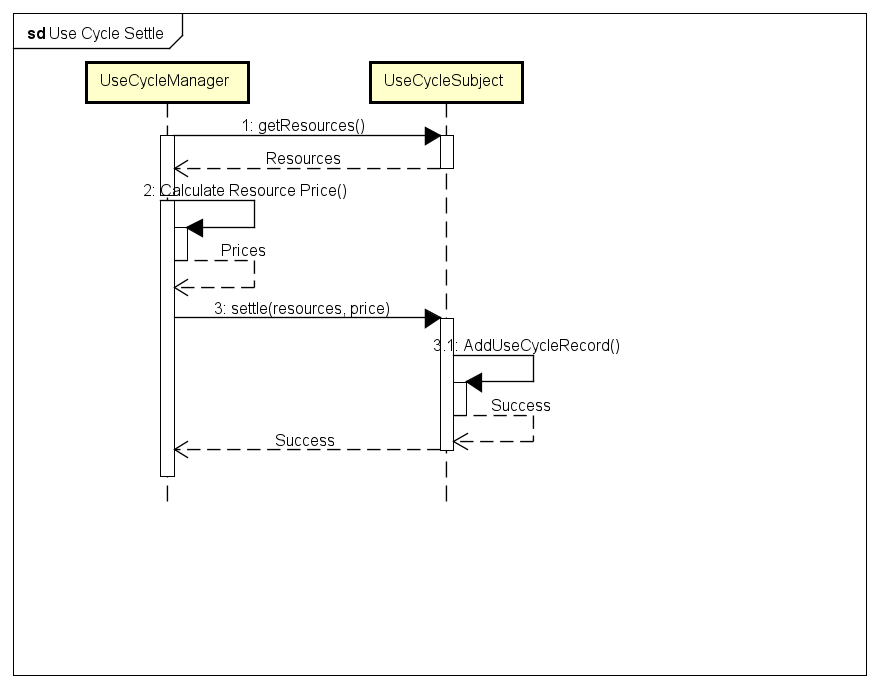 sd Use Cycle Settle
UseCycleManager
UseCycleSubject
1: getResources()
Resources
2: Calculate Resource Price()
Prices
3: settle(resources, price)
3.1: AddUseCycleRecord()
Success
Success